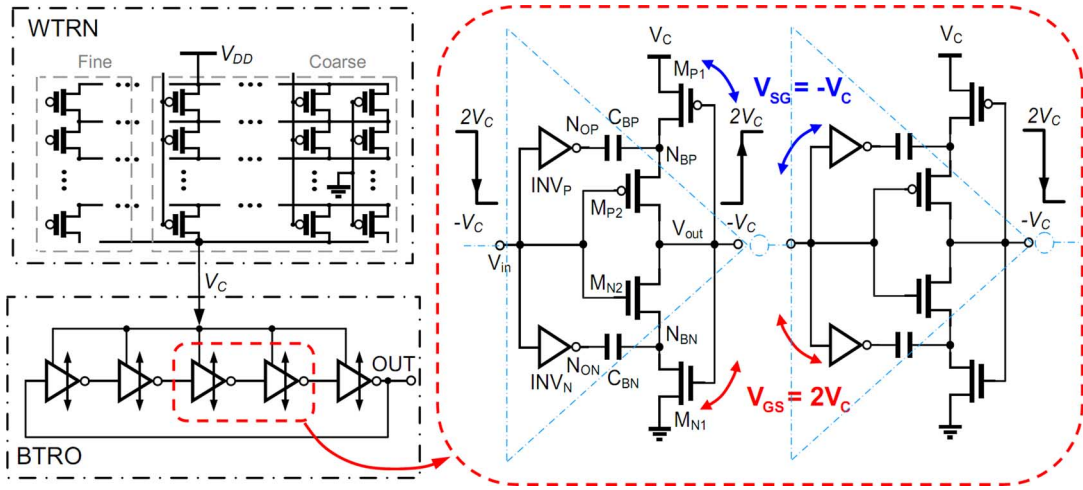 WTRN
V_DD
Fine
Coarse
V_C
BTRO
OUT
V_C
M_P1
V_SG = -V_C
V_C
2V_C
-V_C
N_OP
C_BP
N_BP
INV_P
M_P2
2V_C
-V_C
2V_C
-V_C
V_in
V_out
M_N2
N_BN
N_ON
C_BN
INV_N
M_N1
V_GS = 2V_C